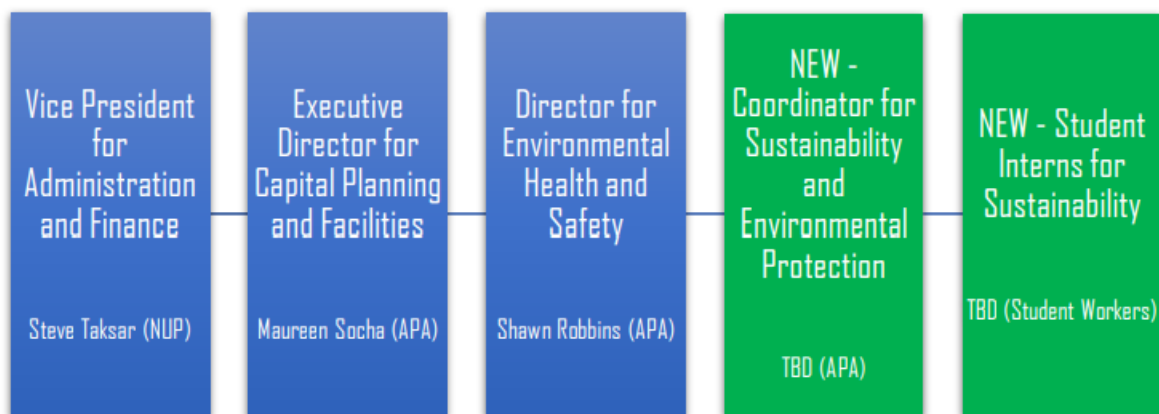 Vice President
for
Administration
and Finance
Steve Taksar (NUP)
Executive
Director for
Capital Planning
and Facilities
Maureen Socha (APA)
Director for
Environmental
Health and
Safety
Shawn Robbins (APA)
NEW -
Coordinator for
Sustainability
and
Environmental
Protection
TBD (APA)
NEW - Student
Interns for
Sustainability
TBD (Student Workers)